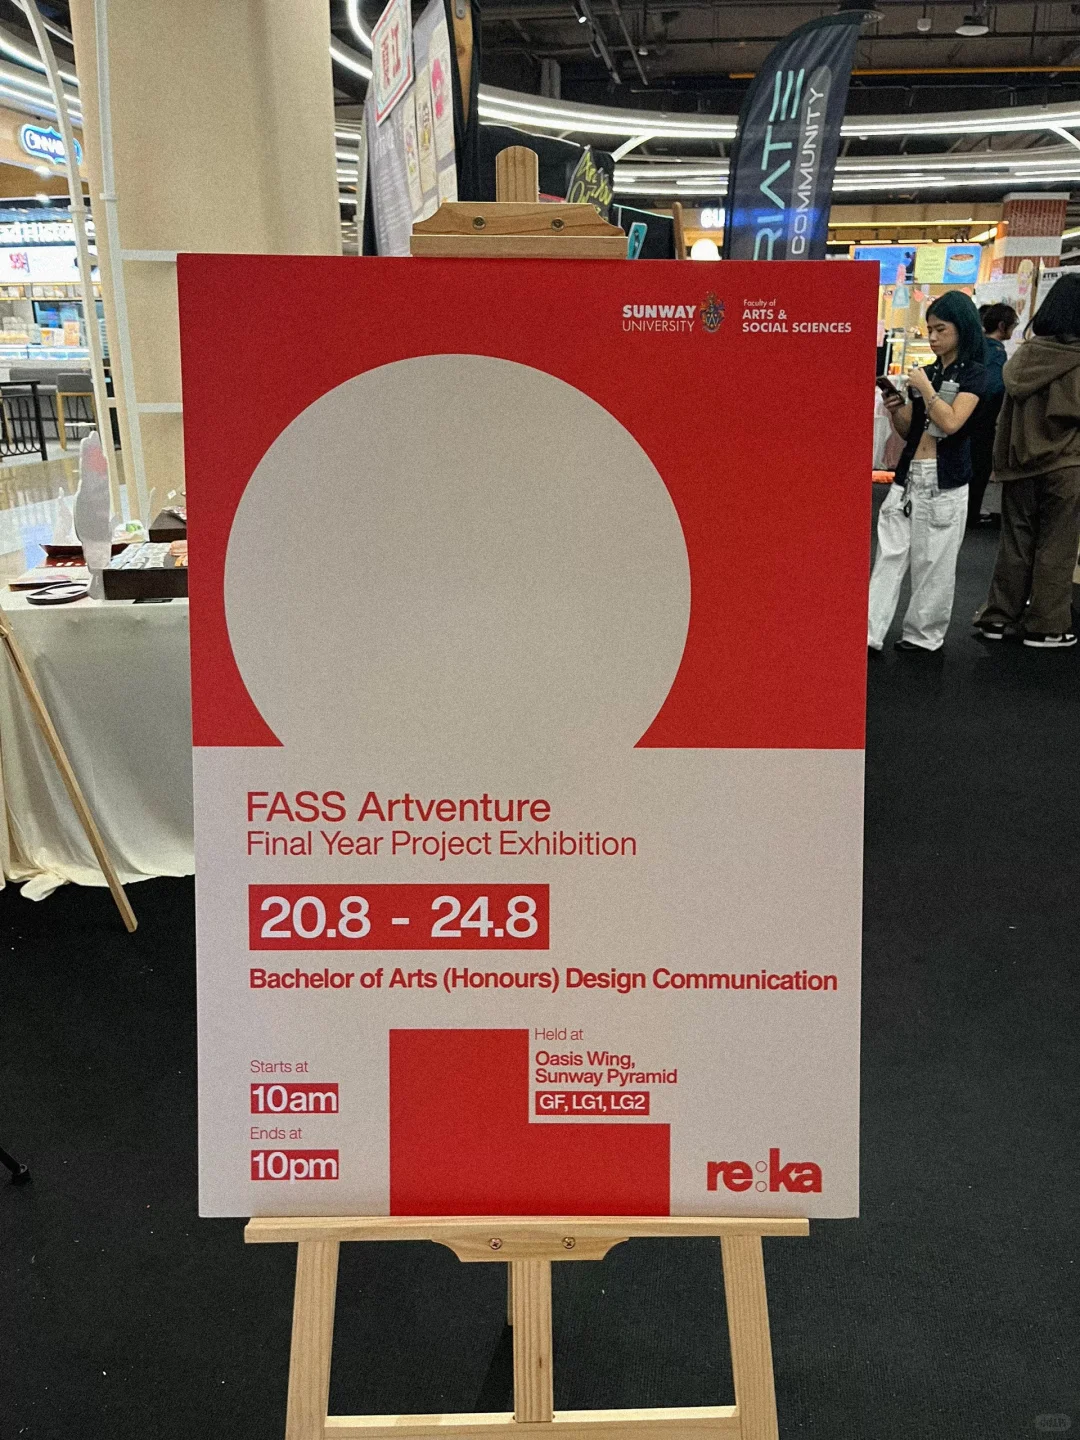 SUNWAY
UNIVERSITY
Faculty of
ARTS &
SOCIAL SCIENCES
FASS Artventure
Final Year Project Exhibition
20.8 - 24.8
Bachelor of Arts (Honours) Design Communication
Starts at
10am
Ends at
10pm
Held at
Oasis Wing,
Sunway Pyramid
GF, LG1, LG2
re:ka
COMMUNITY